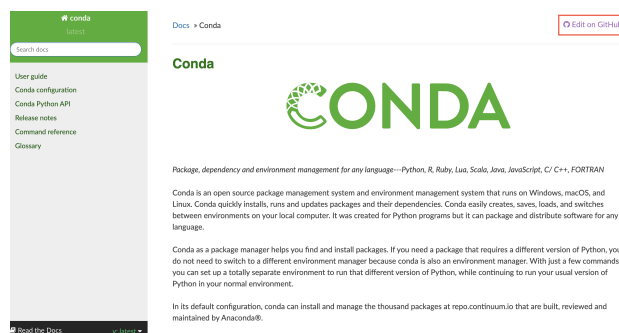 conda
latest
Search docs
User guide
Conda configuration
Conda Python API
Release notes
Command reference
Glossary
Read the Docs
v: latest
Docs » Conda
Edit on GitHub
Conda
CONDA
Package, dependency and environment management for any language---Python, R, Ruby, Lua, Scala, Java, JavaScript, C/ C++, FORTRAN
Conda is an open source package management system and environment management system that runs on Windows, macOS, and
Linux. Conda quickly installs, runs and updates packages and their dependencies. Conda easily creates, saves, loads, and switches
between environments on your local computer. It was created for Python programs but it can package and distribute software for any
language.
Conda as a package manager helps you find and install packages. If you need a package that requires a different version of Python, you
do not need to switch to a different environment manager because conda is also an environment manager. With just a few commands
you can set up a totally separate environment to run that different version of Python, while continuing to run your usual version of
Python in your normal environment.
In its default configuration, conda can install and manage the thousand packages at repo.continuum.io that are built, reviewed and
maintained by Anaconda®.